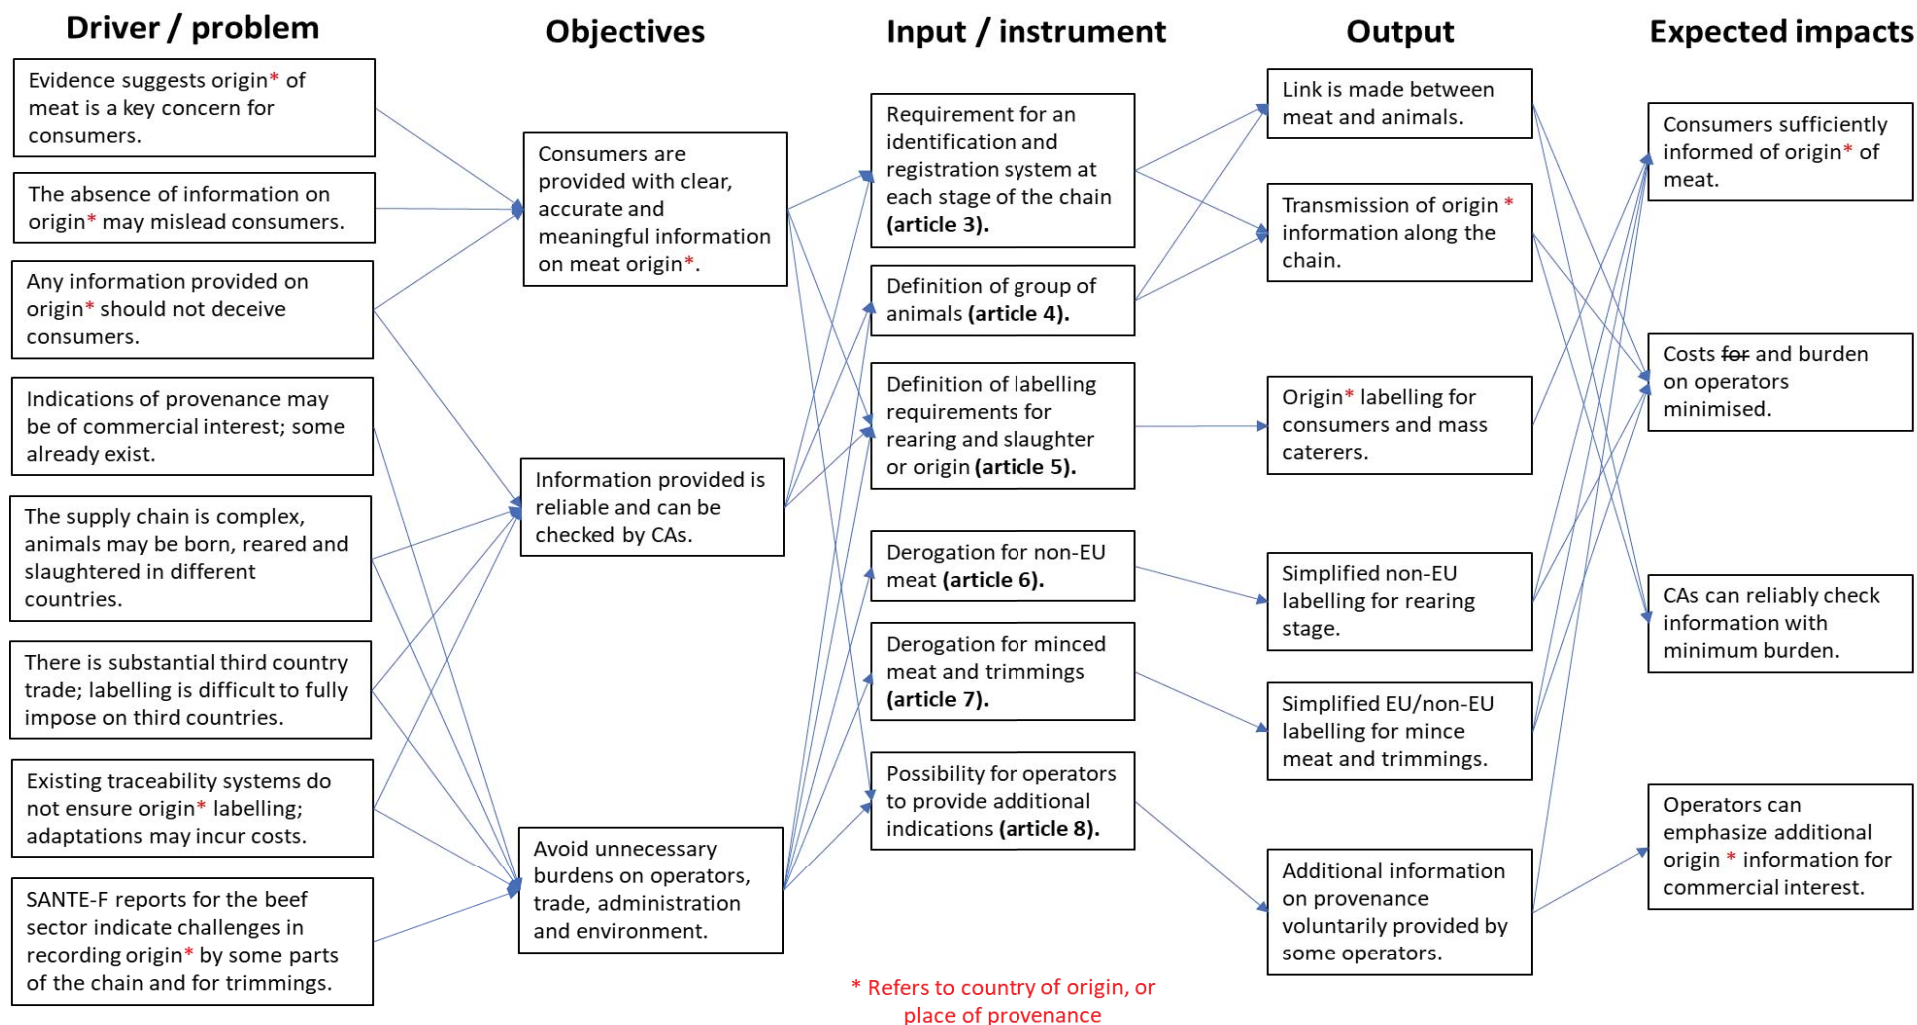 Driver / problem
Evidence suggests origin* of
meat is a key concern for
consumers.
The absence of information on
origin* may mislead consumers.
Any information provided on
origin* should not deceive
consumers.
Indications of provenance may
be of commercial interest; some
already exist.
The supply chain is complex,
animals may be born, reared and
slaughtered in different
countries.
There is substantial third country
trade; labelling is difficult to fully
impose on third countries.
Existing traceability systems do
not ensure origin* labelling;
adaptations may incur costs.
SANTE-F reports for the beef
sector indicate challenges in
recording origin* by some parts
of the chain and for trimmings.
Objectives
Consumers are
provided with clear,
accurate and
meaningful information
on meat origin*.
Information provided is
reliable and can be
checked by CAs.
Avoid unnecessary
burdens on operators,
trade, administration
and environment.
Input / instrument
Requirement for an
identification and
registration system at
each stage of the chain
(article 3).
Definition of group of
animals (article 4).
Definition of labelling
requirements for
rearing and slaughter
or origin (article 5).
Derogation for non-EU
meat (article 6).
Derogation for minced
meat and trimmings
(article 7).
Possibility for operators
to provide additional
indications (article 8).
Output
Link is made between
meat and animals.
Transmission of origin *
information along the
chain.
Origin* labelling for
consumers and mass
caterers.
Simplified non-EU
labelling for rearing
stage.
Simplified EU/non-EU
labelling for mince
meat and trimmings.
Additional information
on provenance
voluntarily provided by
some operators.
Expected impacts
Consumers sufficiently
informed of origin* of
meat.
Costs for and burden
on operators
minimised.
CAs can reliably check
information with
minimum burden.
Operators can
emphasize additional
origin * information for
commercial interest.
* Refers to country of origin, or
place of provenance